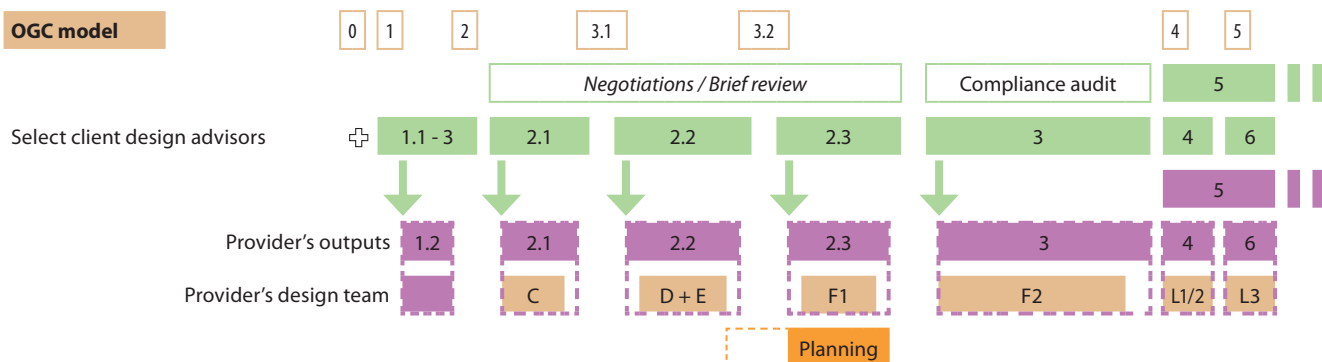 OGC model 0 1 2 3.1 3.2 4 5
Negotiations / Brief review Compliance audit 5
Select client design advisors 1.1 - 3 2.1 2.2 2.3 3 4 6
5
Provider's outputs 1.2 2.1 2.2 2.3 3 4 6
Provider's design team C D + E F1 F2 L1/2 L3
Planning